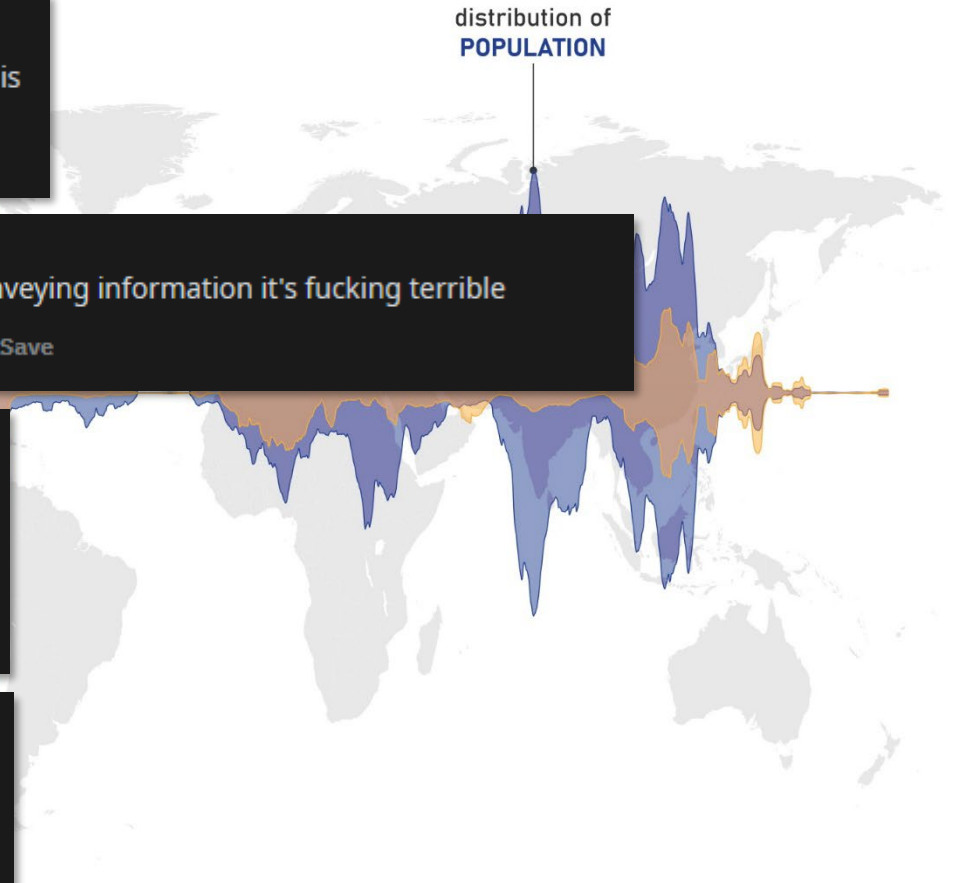 distribution of
POPULATION
is
veying information it's fucking terrible
Save